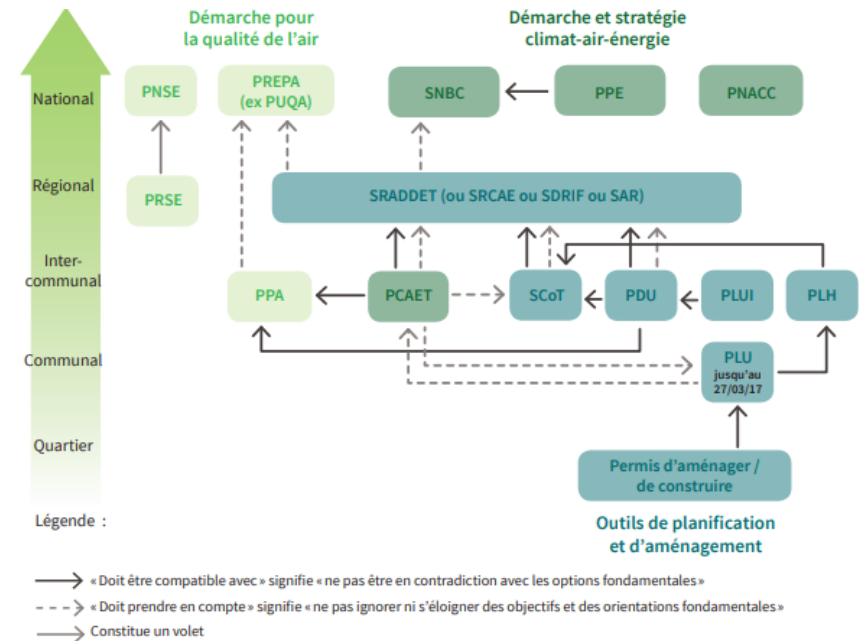 Démarche pour
la qualité de l'air
Démarche et stratégie
climat-air-énergie
National
PNSE
PREPA
(ex PUQA)
SNBC
PPE
PNACC
Régional
PRSE
SRADDET (ou SRCAE ou SDRIF ou SAR)
Inter-
communal
PPA
PCAET
SCoT
PDU
PLUI
PLH
Communal
PLU
jusqu'au
27/03/17
Quartier
Permis d'aménager /
de construire
Légende :
Outils de planification
et d'aménagement
« Doit être compatible avec » signifie « ne pas être en contradiction avec les options fondamentales »
« Doit prendre en compte » signifie « ne pas ignorer ni s'éloigner des objectifs et des orientations fondamentales »
Constitue un volet